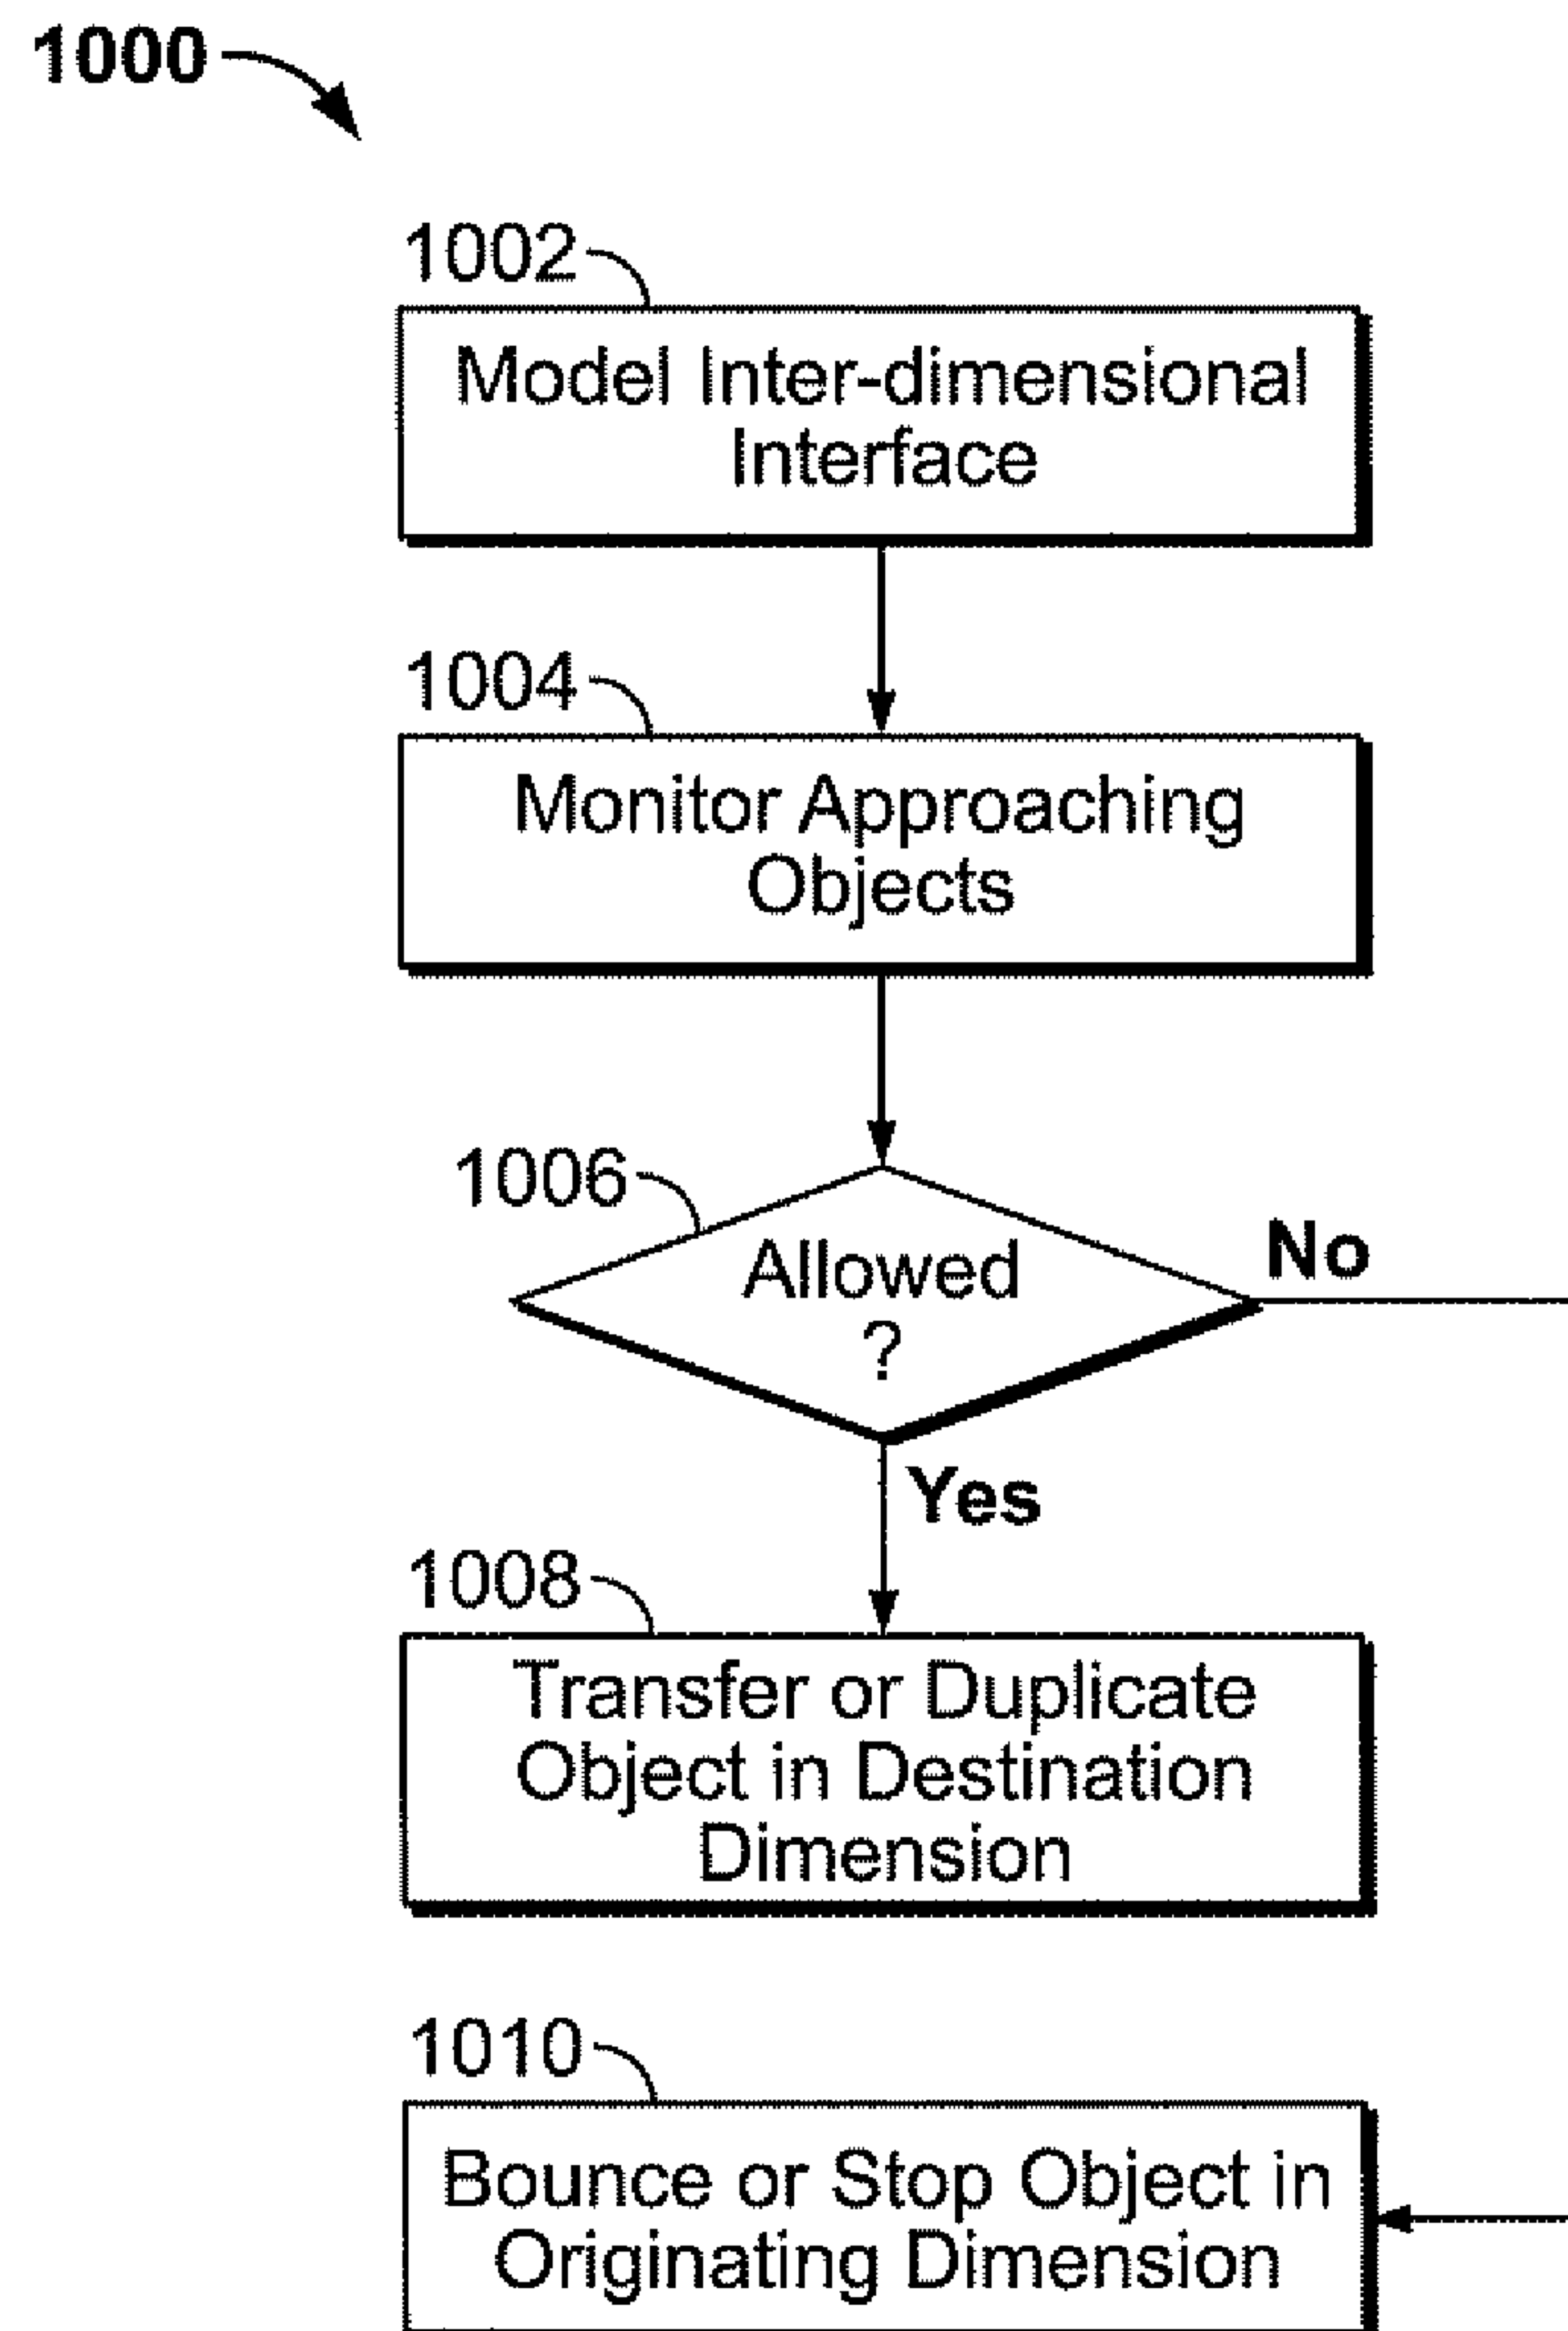 1000
1002
Model Inter-dimensional
Interface
1004
Monitor Approaching
Objects
1006
Allowed
?
No
Yes
1008
Transfer or Duplicate
Object in Destination
Dimension
1010
Bounce or Stop Object in
Originating Dimension